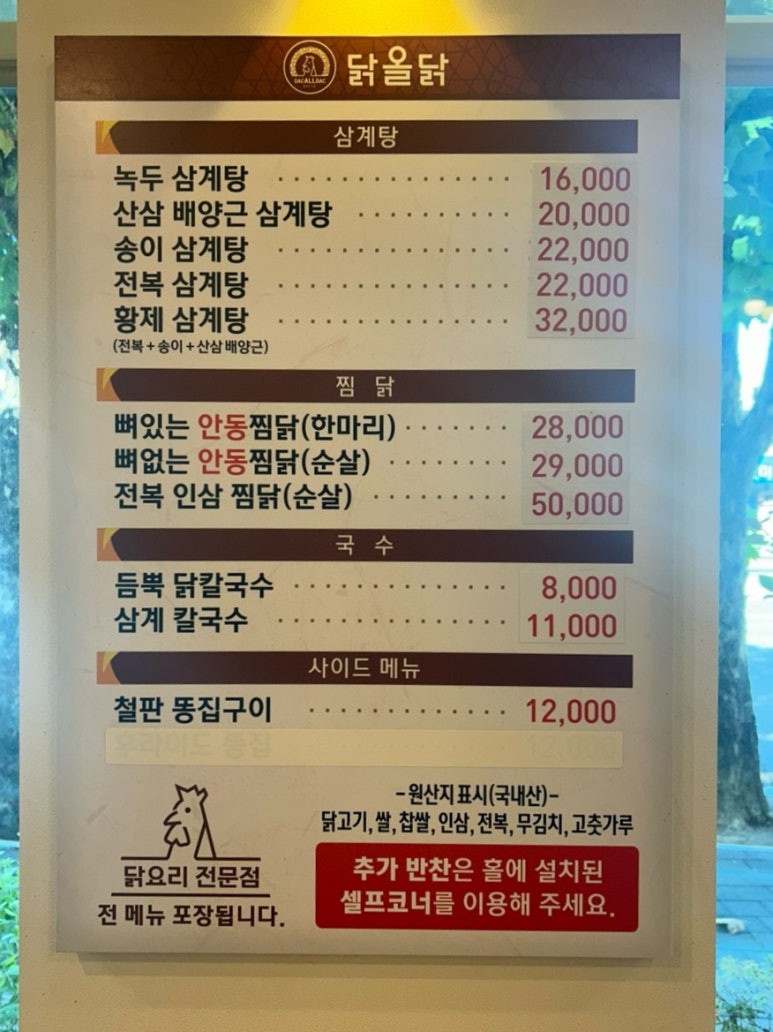 DACALLDAC
닭올닭
삼계탕
녹두 삼계탕 ··············· 16,000
산삼 배양근 삼계탕 ·········· 20,000
송이 삼계탕 ··············· 22,000
전복 삼계탕 ··············· 22,000
황제 삼계탕 ··············· 32,000
(전복+송이+산삼 배양근)
찜 닭
뼈있는 안동찜닭(한마리) ······· 28,000
뼈없는 안동찜닭(순살) ········ 29,000
전복 인삼 찜닭(순살) ········· 50,000
국 수
듬뿍 닭칼국수 ·············· 8,000
삼계 칼국수 ··············· 11,000
사이드 메뉴
철판 똥집구이 ············· 12,000
후라이드 똥집 12,000
-원산지 표시(국내산)-
닭고기, 쌀, 찹쌀, 인삼, 전복, 무김치, 고춧가루
닭요리 전문점
전 메뉴 포장됩니다.
추가 반찬은 홀에 설치된
셀프코너를 이용해 주세요.